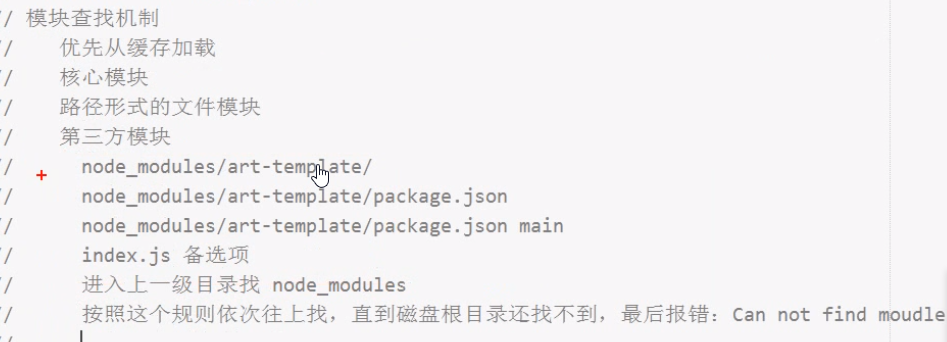 // 模块查找机制
// 优先从缓存加载
// 核心模块
// 路径形式的文件模块
// 第三方模块
// node_modules/art-template/
// node_modules/art-template/package.json
// node_modules/art-template/package.json main
// index.js 备选项
// 进入上一级目录找 node_modules
// 按照这个规则依次往上找，直到磁盘根目录还找不到，最后报错：Can not find moudle
//